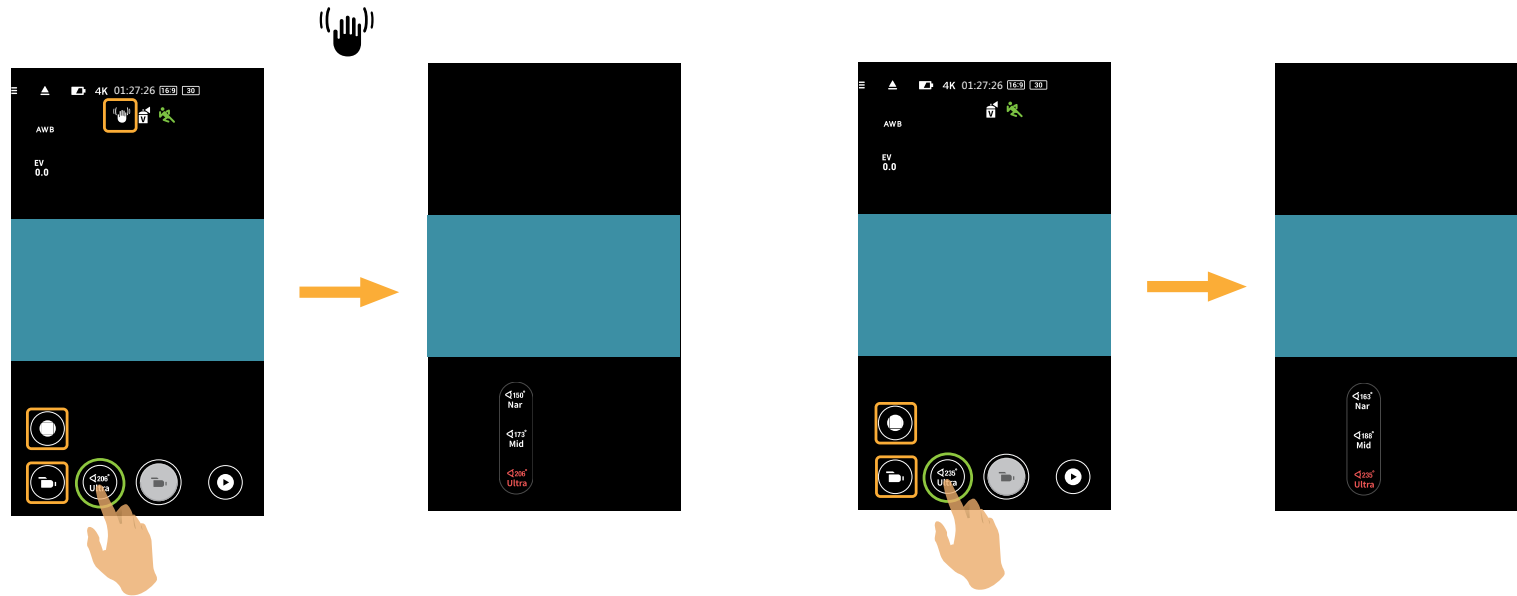 4K 01:27:26 16:9 30
V
AWB
EV
0.0
206°
Ultra
150°
Nar
173°
Mid
206°
Ultra
4K 01:27:26 16:9 30
V
AWB
EV
0.0
235°
Ultra
163°
Nar
188°
Mid
235°
Ultra